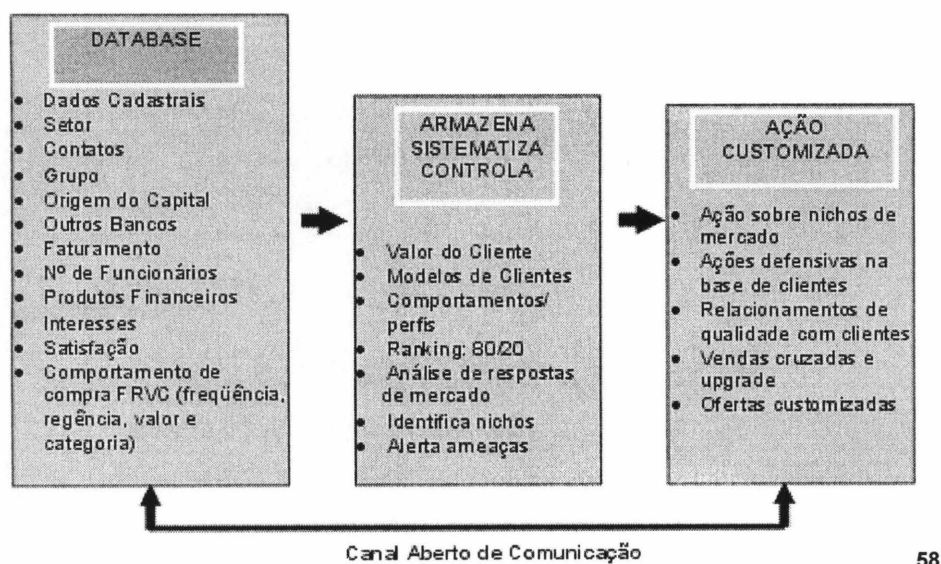 DATABASE
• Dados Cadastrais
• Setor
• Contatos
• Grupo
• Origem do Capital
• Outros Bancos
• Faturamento
• Nº de Funcionários
• Produtos Financeiros
• Interesses
• Satisfação
• Comportamento de
compra FRVC (freqüência,
regência, valor e
categoria)
ARMAZENA
SISTEMATIZA
CONTROLA
• Valor do Cliente
• Modelos de Clientes
• Comportamentos/
perfis
• Ranking: 80/20
• Análise de respostas
de mercado
• Identifica nichos
• Alerta ameaças
AÇÃO
CUSTOMIZADA
• Ação sobre nichos de
mercado
• Ações defensivas na
base de clientes
• Relacionamentos de
qualidade com clientes
• Vendas cruzadas e
upgrade
• Ofertas customizadas
Canal Aberto de Comunicação
58